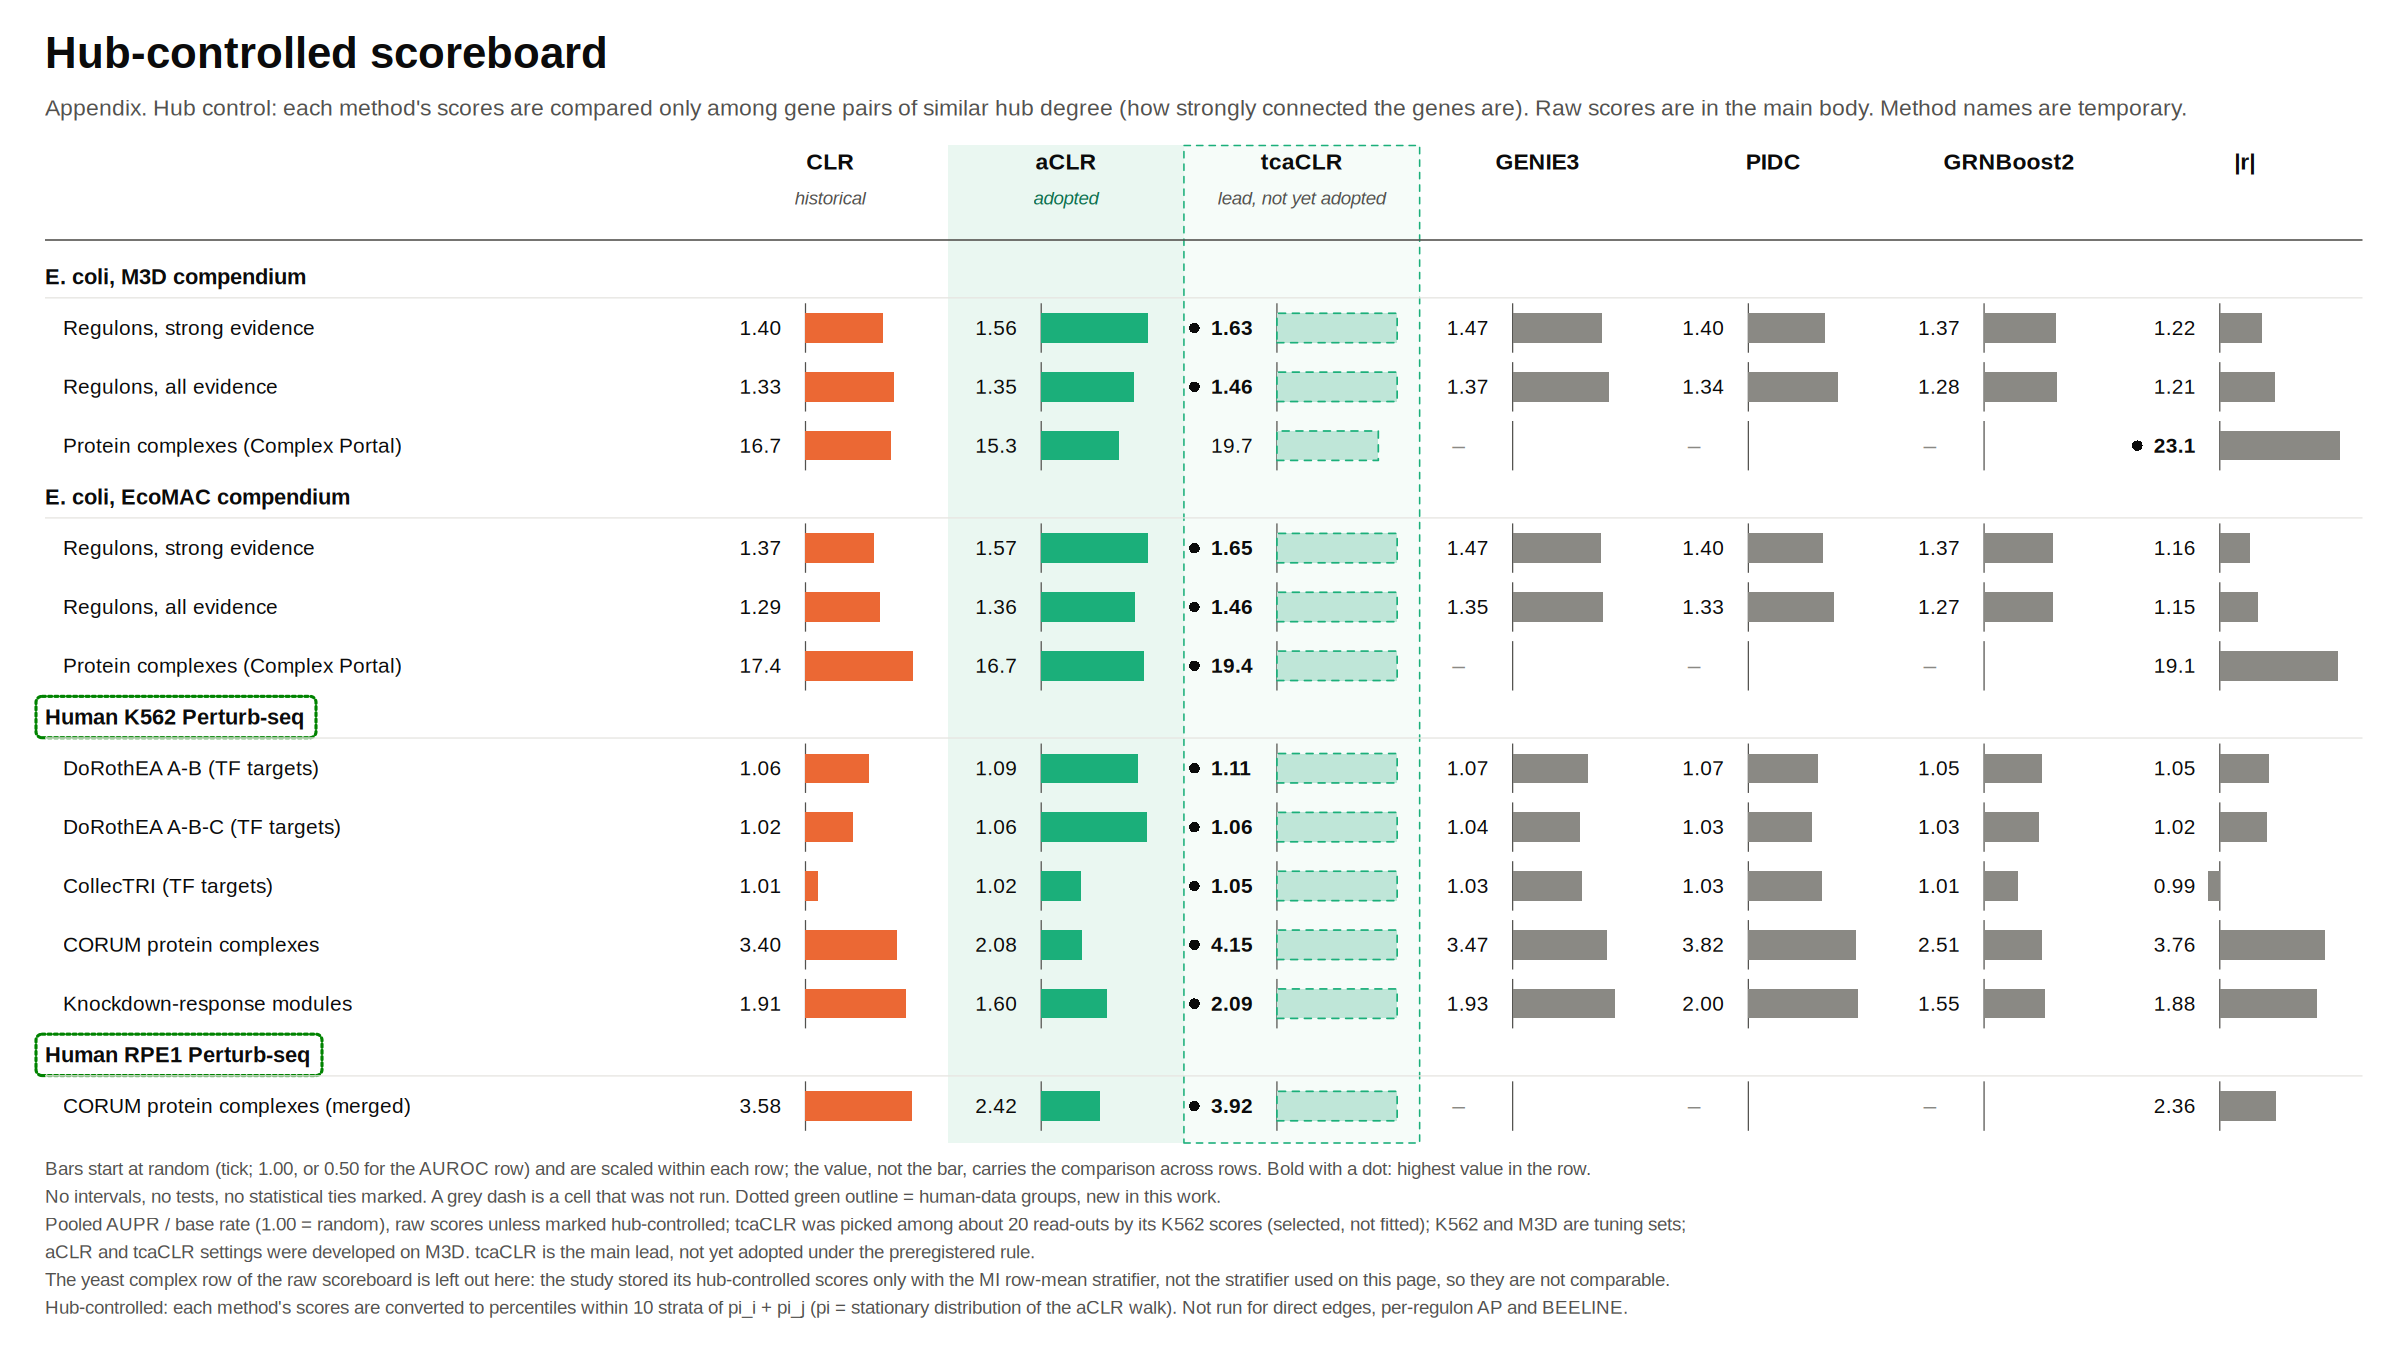 Hub-controlled scoreboard
Appendix. Hub control: each method's scores are compared only among gene pairs of similar hub degree (how strongly connected the genes are). Raw scores are in the main body. Method names are temporary.
CLR aCLR tcaCLR GENIE3 PIDC GRNBoost2 |r|
historical adopted lead, not yet adopted
E. coli, M3D compendium
Regulons, strong evidence 1.40 1.56 • 1.63 1.47 1.40 1.37 1.22
Regulons, all evidence 1.33 1.35 • 1.46 1.37 1.34 1.28 1.21
Protein complexes (Complex Portal) 16.7 15.3 19.7 – – – • 23.1
E. coli, EcoMAC compendium
Regulons, strong evidence 1.37 1.57 • 1.65 1.47 1.40 1.37 1.16
Regulons, all evidence 1.29 1.36 • 1.46 1.35 1.33 1.27 1.15
Protein complexes (Complex Portal) 17.4 16.7 • 19.4 – – – 19.1
Human K562 Perturb-seq
DoRothEA A-B (TF targets) 1.06 1.09 • 1.11 1.07 1.07 1.05 1.05
DoRothEA A-B-C (TF targets) 1.02 1.06 • 1.06 1.04 1.03 1.03 1.02
CollecTRI (TF targets) 1.01 1.02 • 1.05 1.03 1.03 1.01 0.99
CORUM protein complexes 3.40 2.08 • 4.15 3.47 3.82 2.51 3.76
Knockdown-response modules 1.91 1.60 • 2.09 1.93 2.00 1.55 1.88
Human RPE1 Perturb-seq
CORUM protein complexes (merged) 3.58 2.42 • 3.92 – – – 2.36
Bars start at random (tick; 1.00, or 0.50 for the AUROC row) and are scaled within each row; the value, not the bar, carries the comparison across rows. Bold with a dot: highest value in the row.
No intervals, no tests, no statistical ties marked. A grey dash is a cell that was not run. Dotted green outline = human-data groups, new in this work.
Pooled AUPR / base rate (1.00 = random), raw scores unless marked hub-controlled; tcaCLR was picked among about 20 read-outs by its K562 scores (selected, not fitted); K562 and M3D are tuning sets;
aCLR and tcaCLR settings were developed on M3D. tcaCLR is the main lead, not yet adopted under the preregistered rule.
The yeast complex row of the raw scoreboard is left out here: the study stored its hub-controlled scores only with the MI row-mean stratifier, not the stratifier used on this page, so they are not comparable.
Hub-controlled: each method's scores are converted to percentiles within 10 strata of pi_i + pi_j (pi = stationary distribution of the aCLR walk). Not run for direct edges, per-regulon AP and BEELINE.